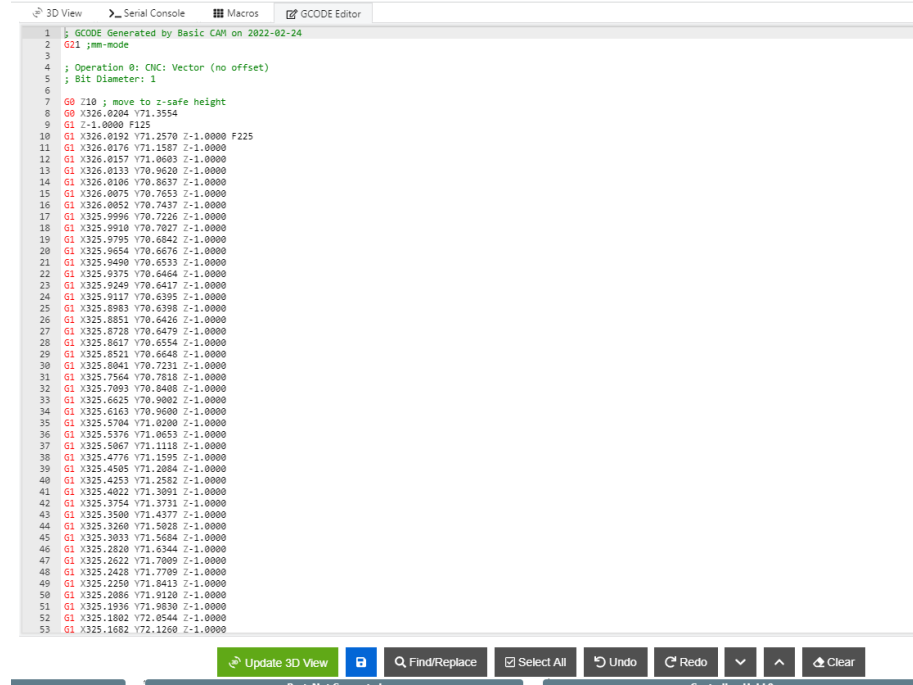 3D View Serial Console Macros GCODE Editor
1 ; GCODE Generated by Basic CAM on 2022-02-24
2 G21 ;mm-mode
3
4 ; Operation 0: CNC: Vector (no offset)
5 ; Bit Diameter: 1
6
7 G0 Z10 ; move to z-safe height
8 G0 X326.0204 Y71.3554
9 G1 Z-1.0000 F125
10 G1 X326.0192 Y71.2570 Z-1.0000 F225
11 G1 X326.0176 Y71.1587 Z-1.0000
12 G1 X326.0157 Y71.0603 Z-1.0000
13 G1 X326.0133 Y70.9620 Z-1.0000
14 G1 X326.0106 Y70.8637 Z-1.0000
15 G1 X326.0075 Y70.7653 Z-1.0000
16 G1 X326.0052 Y70.7437 Z-1.0000
17 G1 X325.9996 Y70.7226 Z-1.0000
18 G1 X325.9910 Y70.7027 Z-1.0000
19 G1 X325.9795 Y70.6842 Z-1.0000
20 G1 X325.9654 Y70.6676 Z-1.0000
21 G1 X325.9490 Y70.6533 Z-1.0000
22 G1 X325.9375 Y70.6464 Z-1.0000
23 G1 X325.9249 Y70.6417 Z-1.0000
24 G1 X325.9117 Y70.6395 Z-1.0000
25 G1 X325.8983 Y70.6398 Z-1.0000
26 G1 X325.8851 Y70.6426 Z-1.0000
27 G1 X325.8728 Y70.6479 Z-1.0000
28 G1 X325.8617 Y70.6554 Z-1.0000
29 G1 X325.8521 Y70.6648 Z-1.0000
30 G1 X325.8041 Y70.7231 Z-1.0000
31 G1 X325.7564 Y70.7818 Z-1.0000
32 G1 X325.7093 Y70.8408 Z-1.0000
33 G1 X325.6625 Y70.9002 Z-1.0000
34 G1 X325.6163 Y70.9600 Z-1.0000
35 G1 X325.5704 Y71.0200 Z-1.0000
36 G1 X325.5376 Y71.0653 Z-1.0000
37 G1 X325.5067 Y71.1118 Z-1.0000
38 G1 X325.4776 Y71.1595 Z-1.0000
39 G1 X325.4505 Y71.2084 Z-1.0000
40 G1 X325.4253 Y71.2582 Z-1.0000
41 G1 X325.4022 Y71.3091 Z-1.0000
42 G1 X325.3754 Y71.3731 Z-1.0000
43 G1 X325.3500 Y71.4377 Z-1.0000
44 G1 X325.3260 Y71.5028 Z-1.0000
45 G1 X325.3033 Y71.5684 Z-1.0000
46 G1 X325.2820 Y71.6344 Z-1.0000
47 G1 X325.2622 Y71.7009 Z-1.0000
48 G1 X325.2428 Y71.7709 Z-1.0000
49 G1 X325.2250 Y71.8413 Z-1.0000
50 G1 X325.2086 Y71.9120 Z-1.0000
51 G1 X325.1936 Y71.9830 Z-1.0000
52 G1 X325.1802 Y72.0544 Z-1.0000
53 G1 X325.1682 Y72.1260 Z-1.0000
Update 3D View Find/Replace Select All Undo Redo Clear